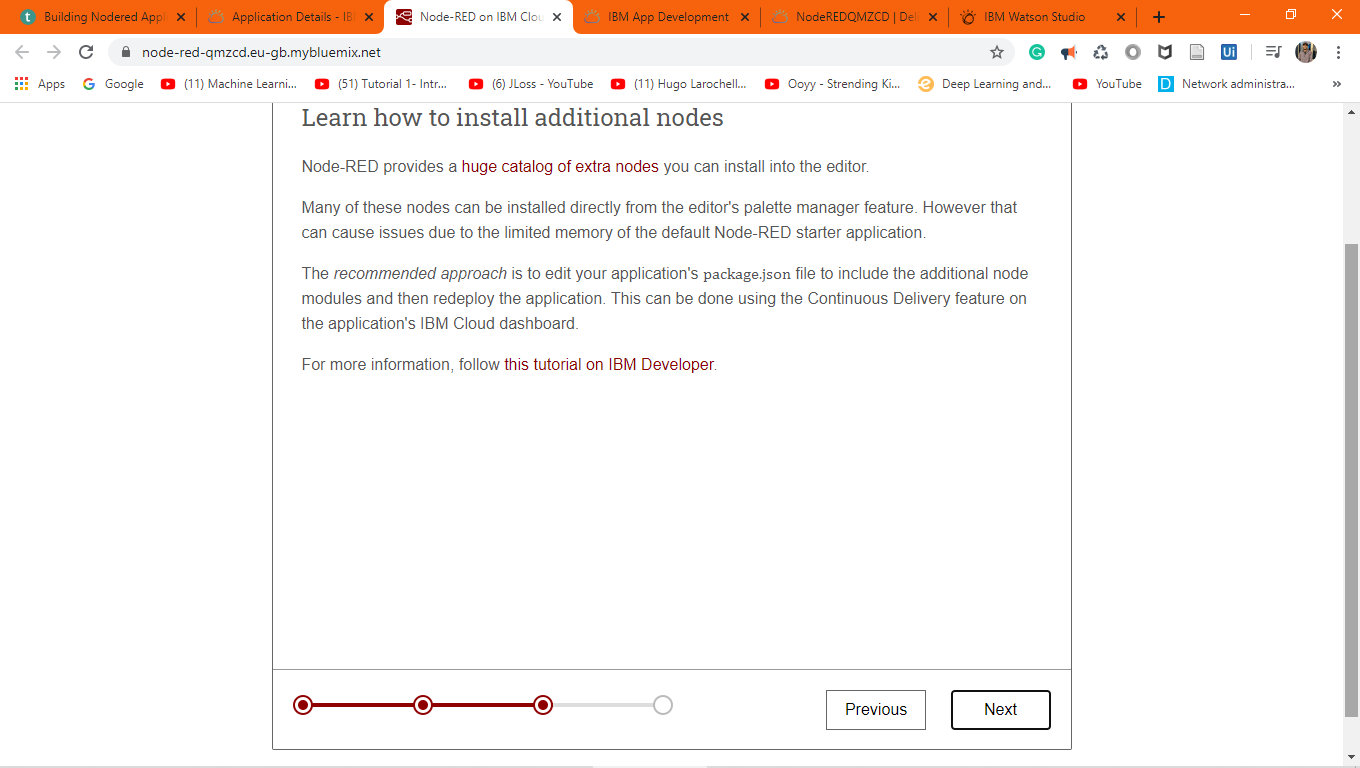 Building Nodered Appl
Application Details - IBM
Node-RED on IBM Clou
IBM App Development
NodeREDQMZCD | Deli
IBM Watson Studio
node-red-qmzcd.eu-gb.mybluemix.net
Apps
Google
(11) Machine Learni...
(51) Tutorial 1- Intr...
(6) JLoss - YouTube
(11) Hugo Larochell...
Ooyy - Strending Ki...
Deep Learning and...
YouTube
Network administra...
Learn how to install additional nodes
Node-RED provides a huge catalog of extra nodes you can install into the editor.
Many of these nodes can be installed directly from the editor's palette manager feature. However that
can cause issues due to the limited memory of the default Node-RED starter application.
The recommended approach is to edit your application's package.json file to include the additional node
modules and then redeploy the application. This can be done using the Continuous Delivery feature on
the application's IBM Cloud dashboard.
For more information, follow this tutorial on IBM Developer.
Previous
Next